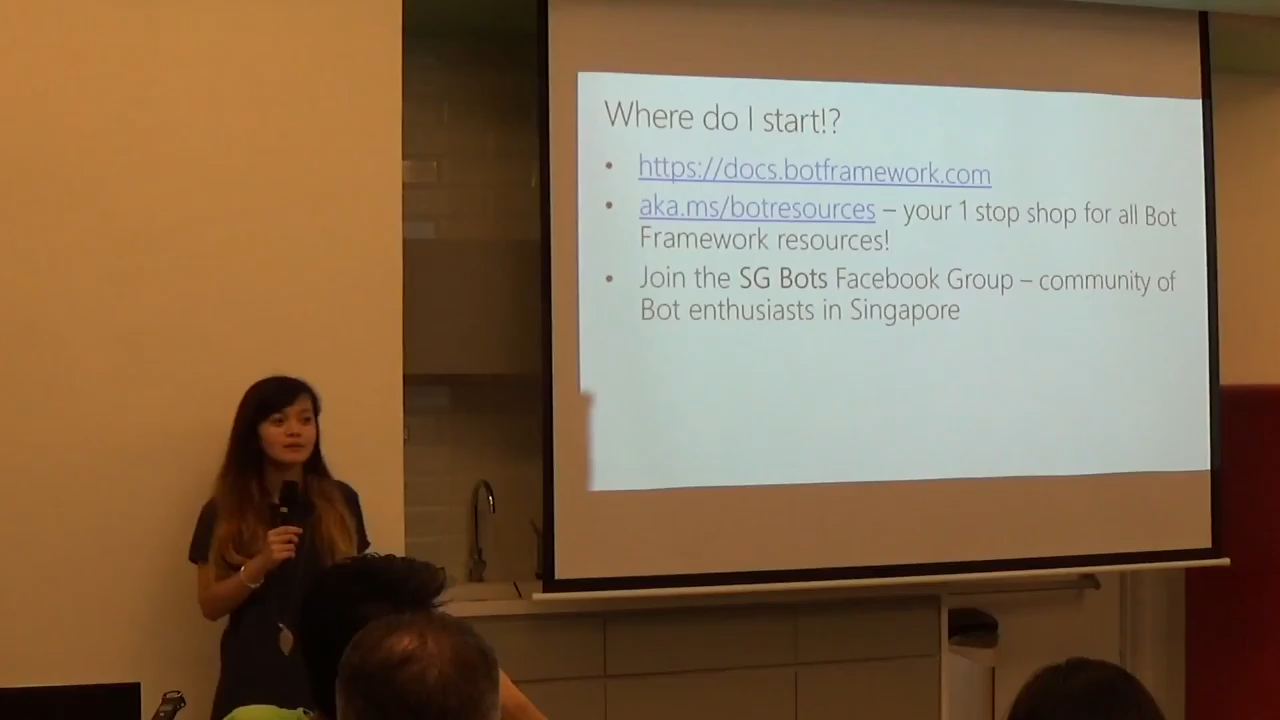 Where do I start!?
• https://docs.botframework.com
• aka.ms/botresources – your 1 stop shop for all Bot
Framework resources!
• Join the SG Bots Facebook Group – community of
Bot enthusiasts in Singapore